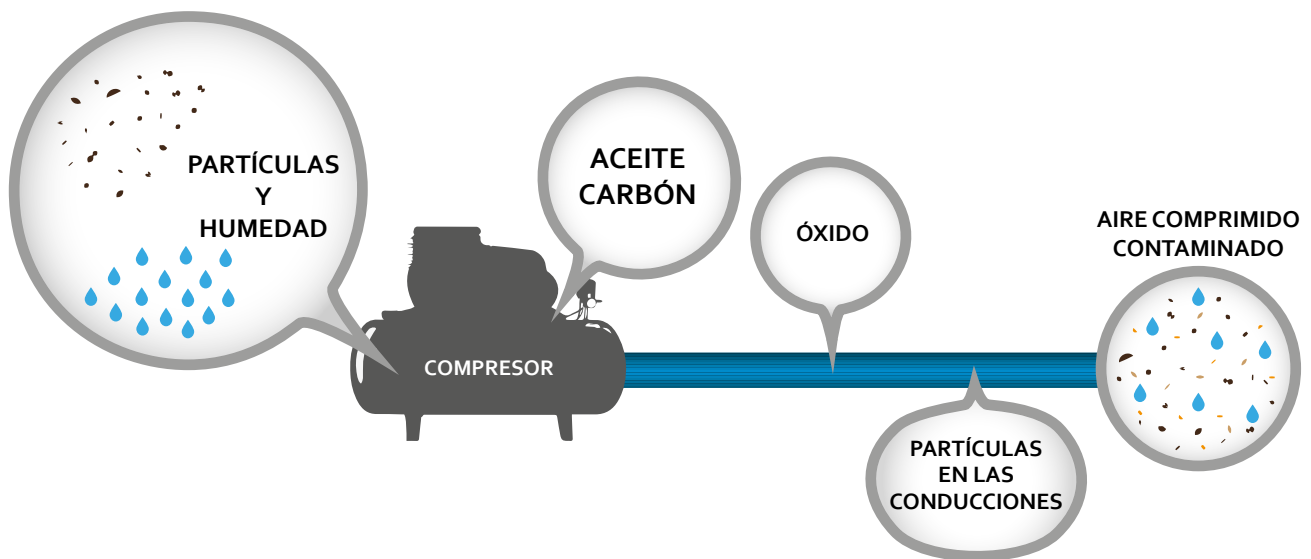 PARTÍCULAS
Y
HUMEDAD
ACEITE
CARBÓN
ÓXIDO
AIRE COMPRIMIDO
CONTAMINADO
COMPRESOR
PARTÍCULAS
EN LAS
CONDUCCIONES